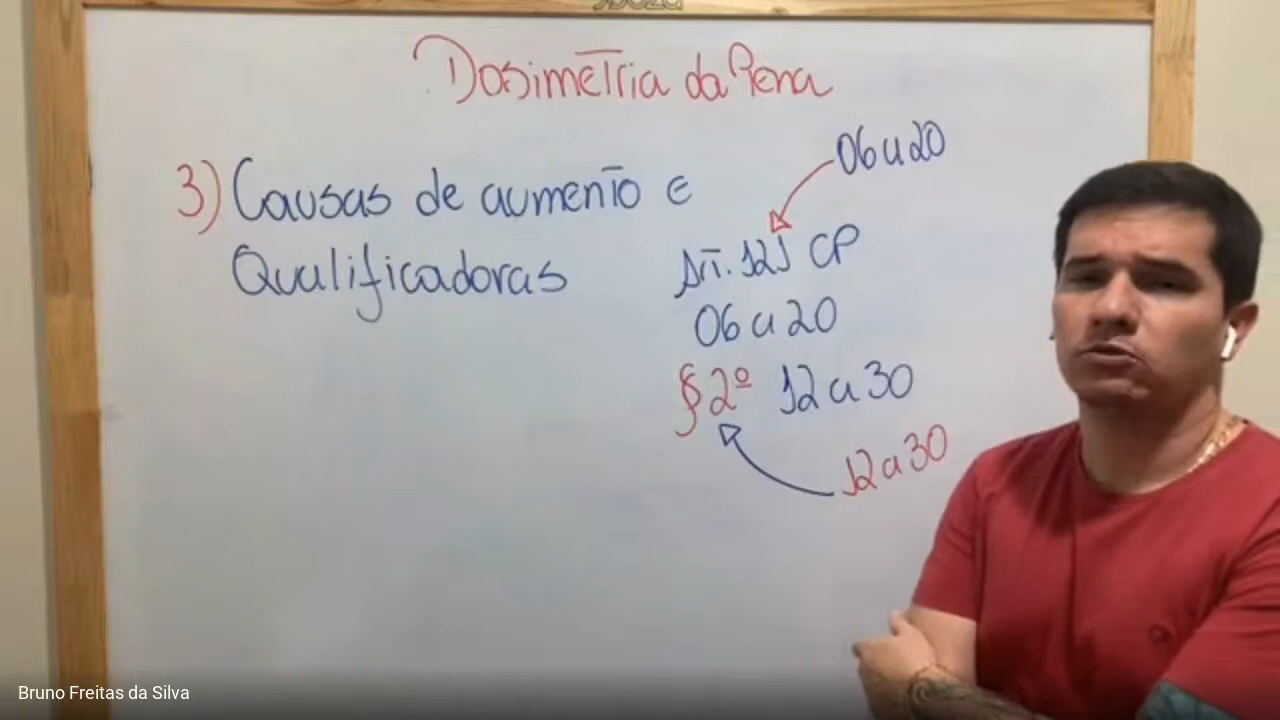 Dosimetria da Pena
3) Causas de aumento e
Qualificadoras
06 a 20
Art. 121 CP
06 a 20
§ 2º 12 a 30
12 a 30
Bruno Freitas da Silva